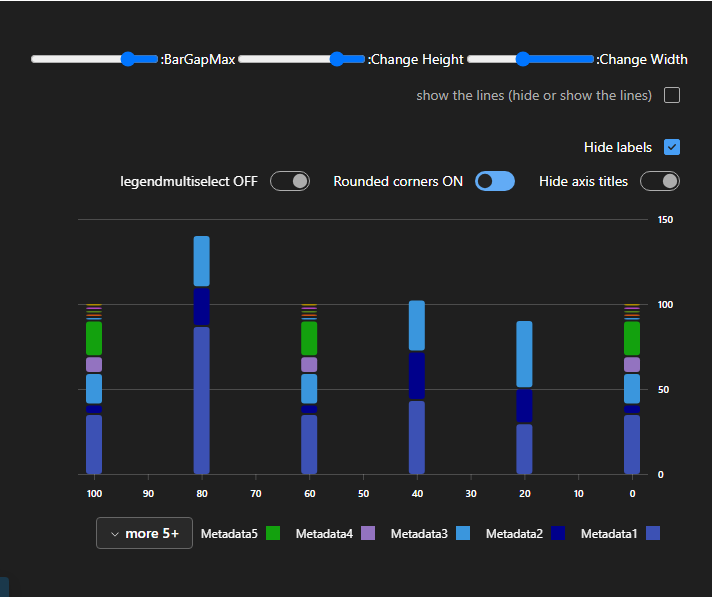 :BarGapMax :Change Height :Change Width
show the lines (hide or show the lines)
Hide labels
legendmultiselect OFF Rounded corners ON Hide axis titles
150
100
50
0
100 90 80 70 60 50 40 30 20 10 0
more 5+ Metadata5 Metadata4 Metadata3 Metadata2 Metadata1